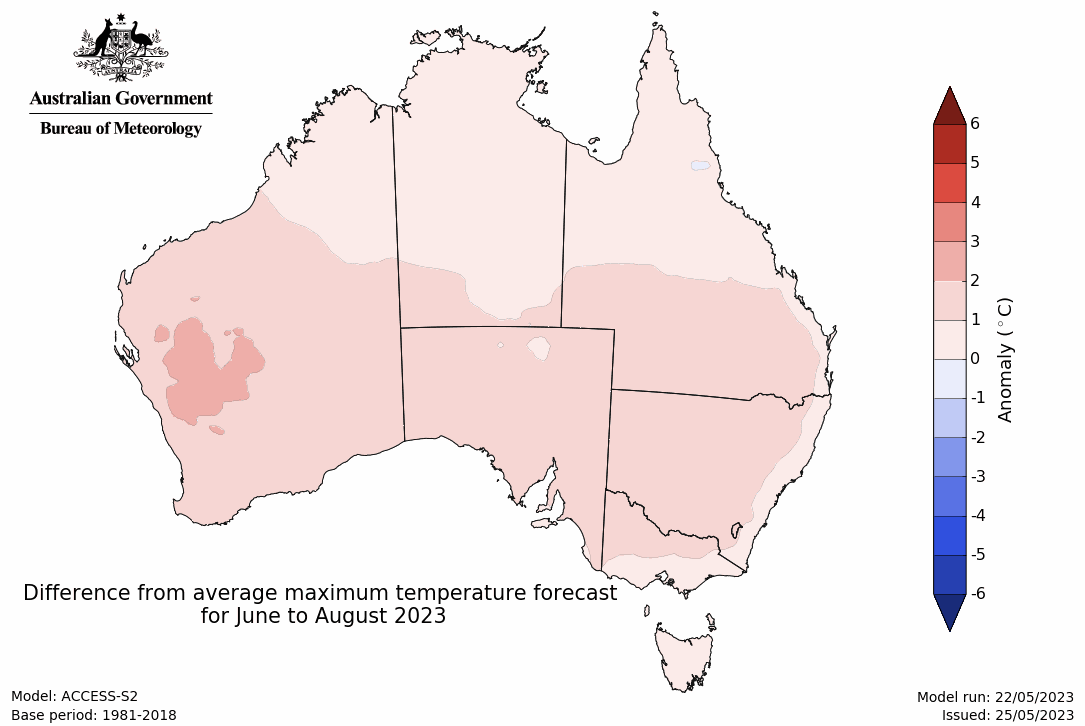 Australian Government
Bureau of Meteorology
6
5
4
3
2
1
0
-1
-2
-3
-4
-5
-6
Anomaly (°C)
Difference from average maximum temperature forecast
for June to August 2023
Model: ACCESS-S2
Base period: 1981-2018
Model run: 22/05/2023
Issued: 25/05/2023